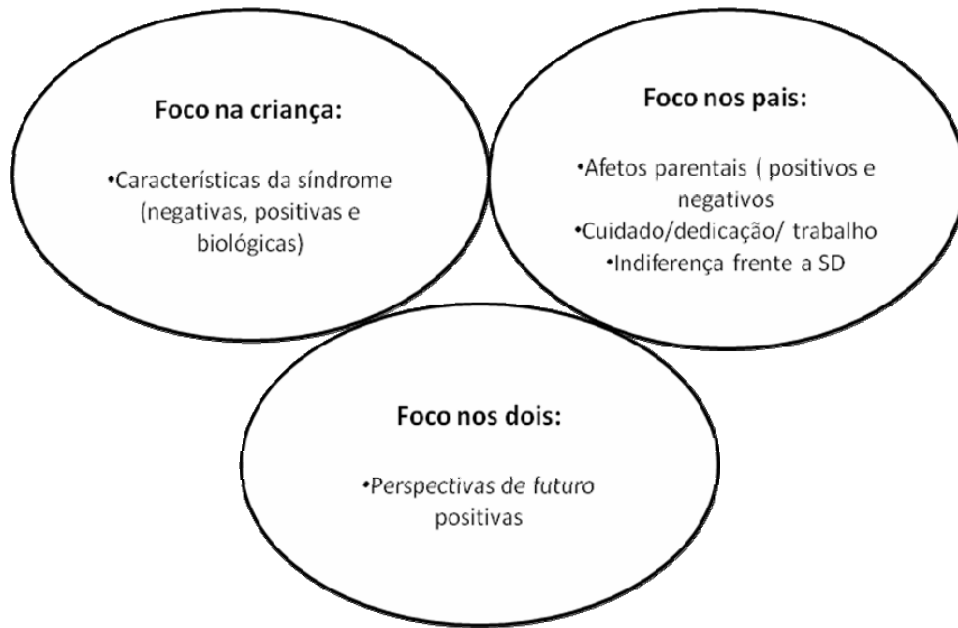 Foco na criança:
•Características da síndrome
(negativas, positivas e
biológicas)
Foco nos pais:
•Afetos parentais ( positivos e
negativos
•Cuidado/dedicação/ trabalho
•Indiferença frente a SD
Foco nos dois:
•Perspectivas de futuro
positivas